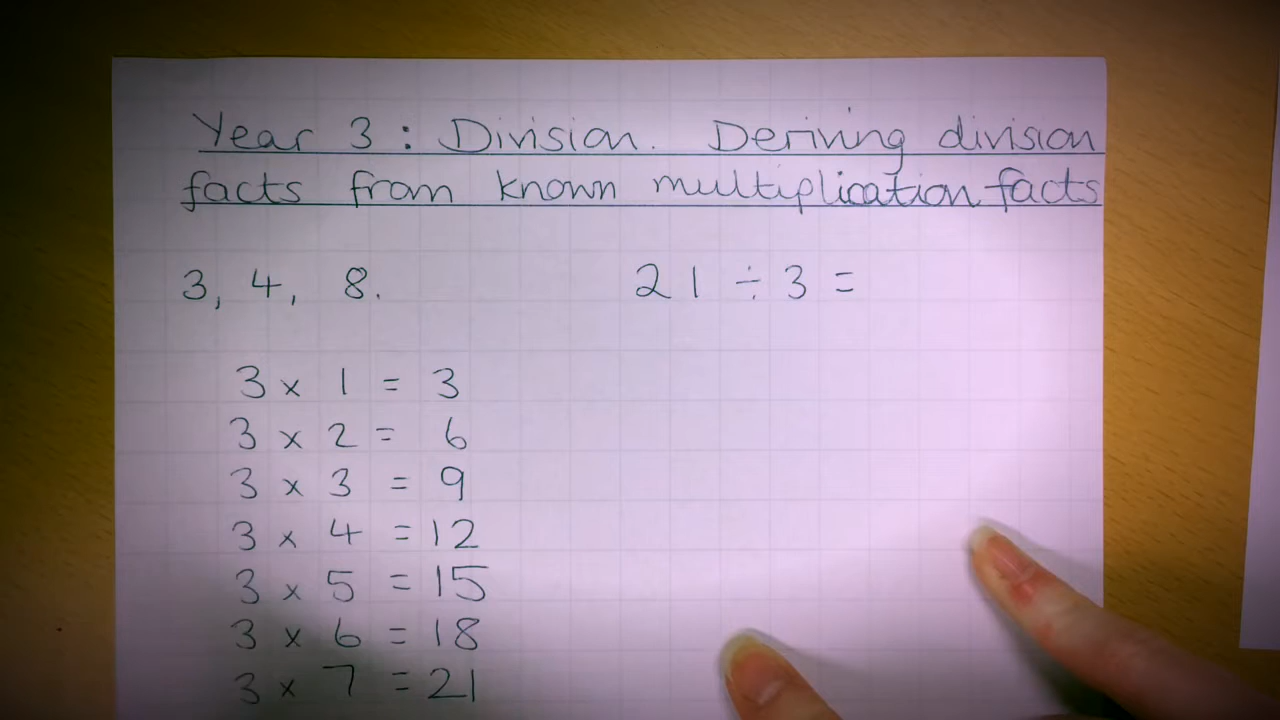 Year 3: Division. Deriving division
facts from known multiplication facts
3, 4, 8.
21 ÷ 3 =
3 × 1 = 3
3 × 2 = 6
3 × 3 = 9
3 × 4 = 12
3 × 5 = 15
3 × 6 = 18
3 × 7 = 21